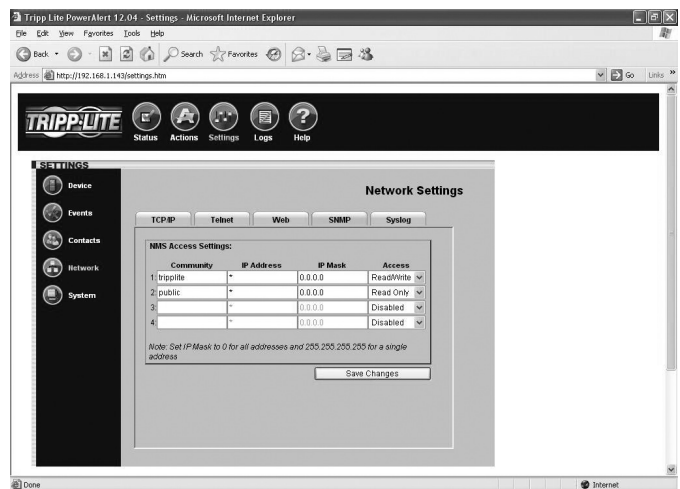 Tripp Lite PowerAlert 12.04 - Settings - Microsoft Internet Explorer
File Edit View Favorites Tools Help
Back Search Favorites
Address http://192.168.1.143/settings.htm Go Links »
TRIPP·LITE
Status Actions Settings Logs Help
SETTINGS
Device
Events
Contacts
Network
System
Network Settings
TCP/IP Telnet Web SNMP Syslog
NMS Access Settings:
Community IP Address IP Mask Access
1: tripplite * 0.0.0.0 Read/Write
2: public * 0.0.0.0 Read Only
3: * 0.0.0.0 Disabled
4: * 0.0.0.0 Disabled
Note: Set IP Mask to 0 for all addresses and 255.255.255.255 for a single
address
Save Changes
Done Internet